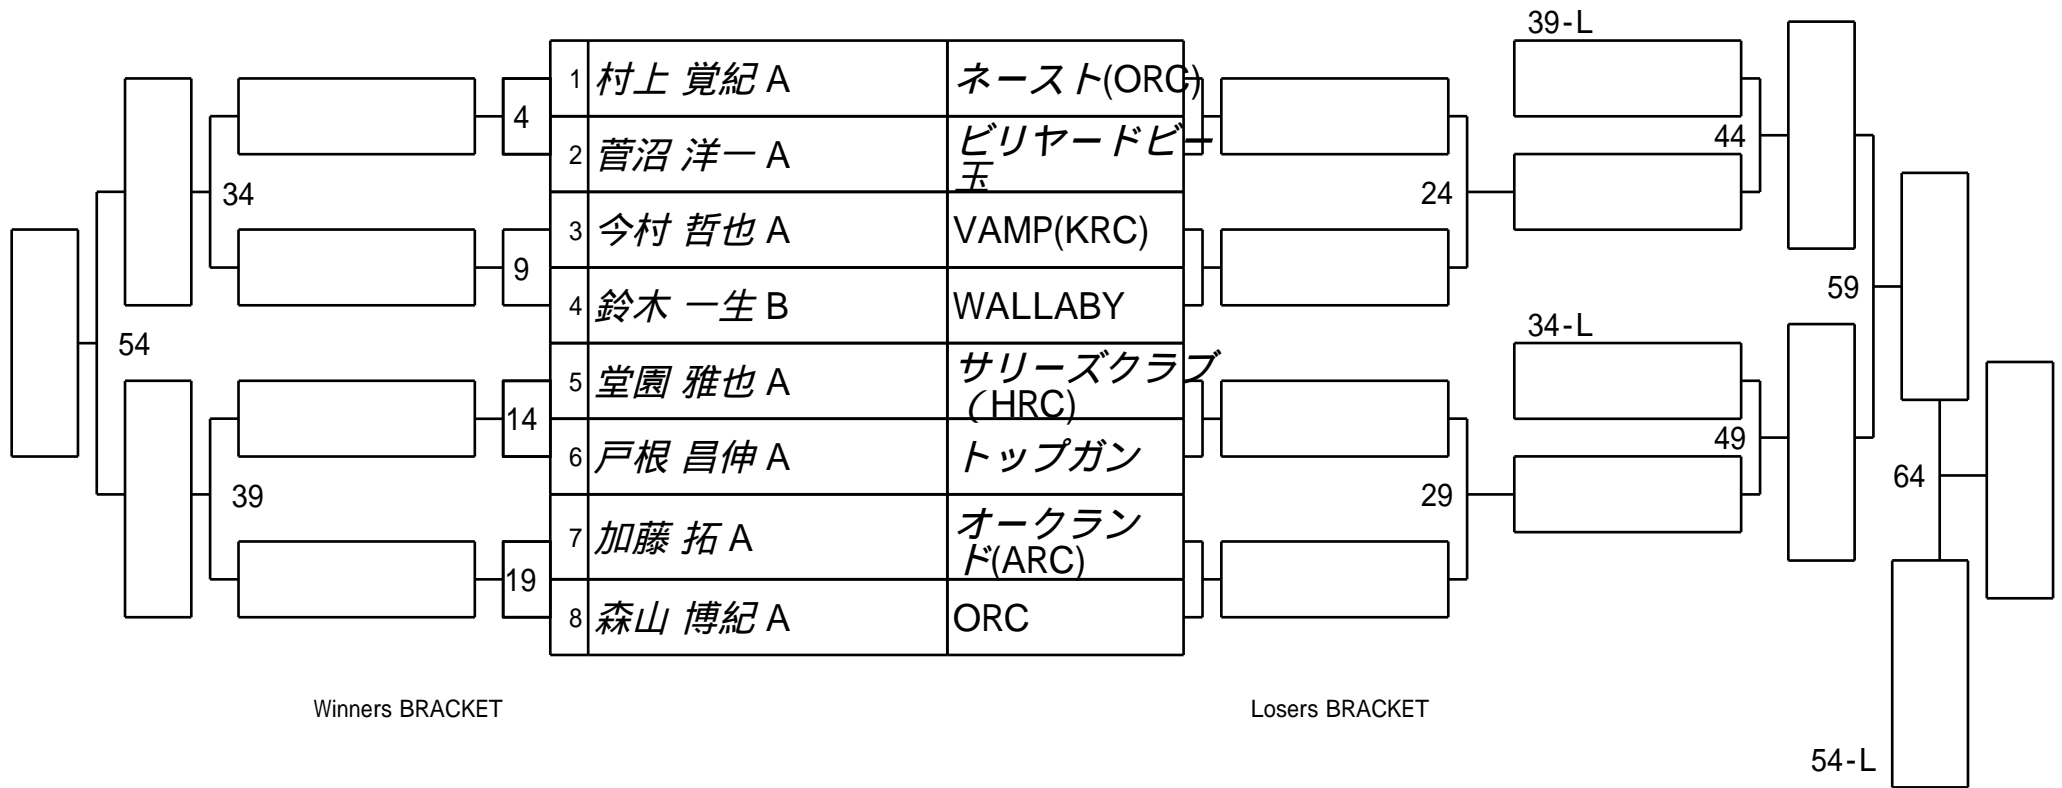 39-L
1 村上 覚紀 A ネースト(ORC)
4
44
2 菅沼 洋一 A ビリヤードビー
玉
34
24
3 今村 哲也 A VAMP(KRC)
9
59
4 鈴木 一生 B WALLABY
34-L
54
5 堂園 雅也 A サリーズクラブ
(HRC)
14
49
6 戸根 昌伸 A トップガン
64
39
29
7 加藤 拓 A オークラン
ド(ARC)
19
8 森山 博紀 A ORC
Winners BRACKET
Losers BRACKET
54-L